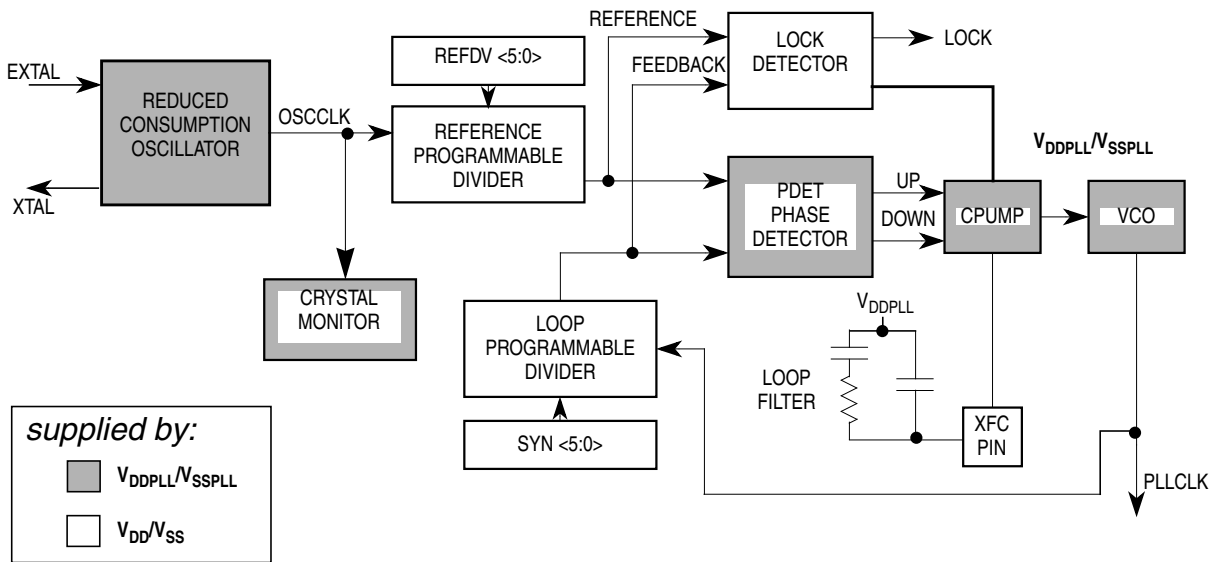 REFERENCE
LOCK
DETECTOR
LOCK
REFDV <5:0>
FEEDBACK
EXTAL
REDUCED
CONSUMPTION
OSCILLATOR
OSCCLK
REFERENCE
PROGRAMMABLE
DIVIDER
VDDPLL/VSSPLL
XTAL
PDET
PHASE
DETECTOR
UP
DOWN
CPUMP
VCO
CRYSTAL
MONITOR
LOOP
PROGRAMMABLE
DIVIDER
VDDPLL
LOOP
FILTER
XFC
PIN
SYN <5:0>
supplied by:
VDDPLL/VSSPLL
VDD/VSS
PLLCLK